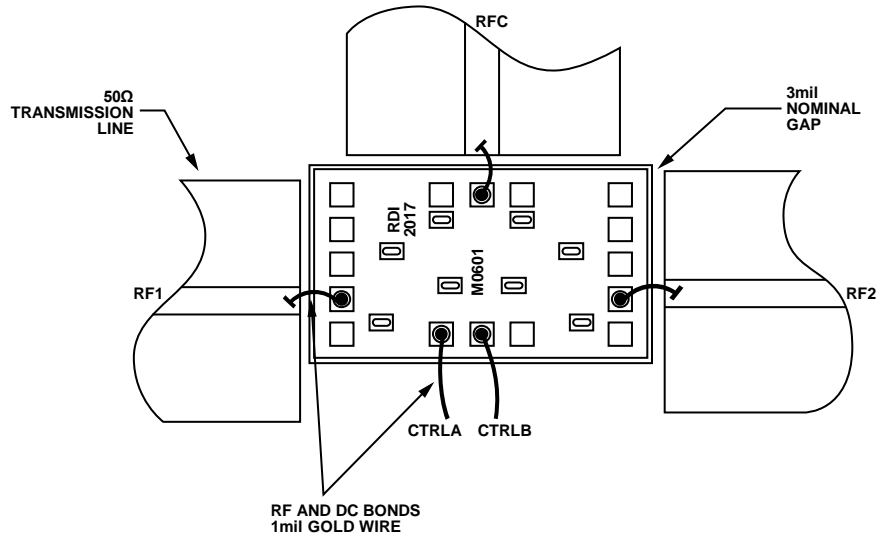 RFC
50Ω
TRANSMISSION
LINE
3mil
NOMINAL
GAP
RDI
2017
M0601
RF1
RF2
CTRLA CTRLB
RF AND DC BONDS
1mil GOLD WIRE